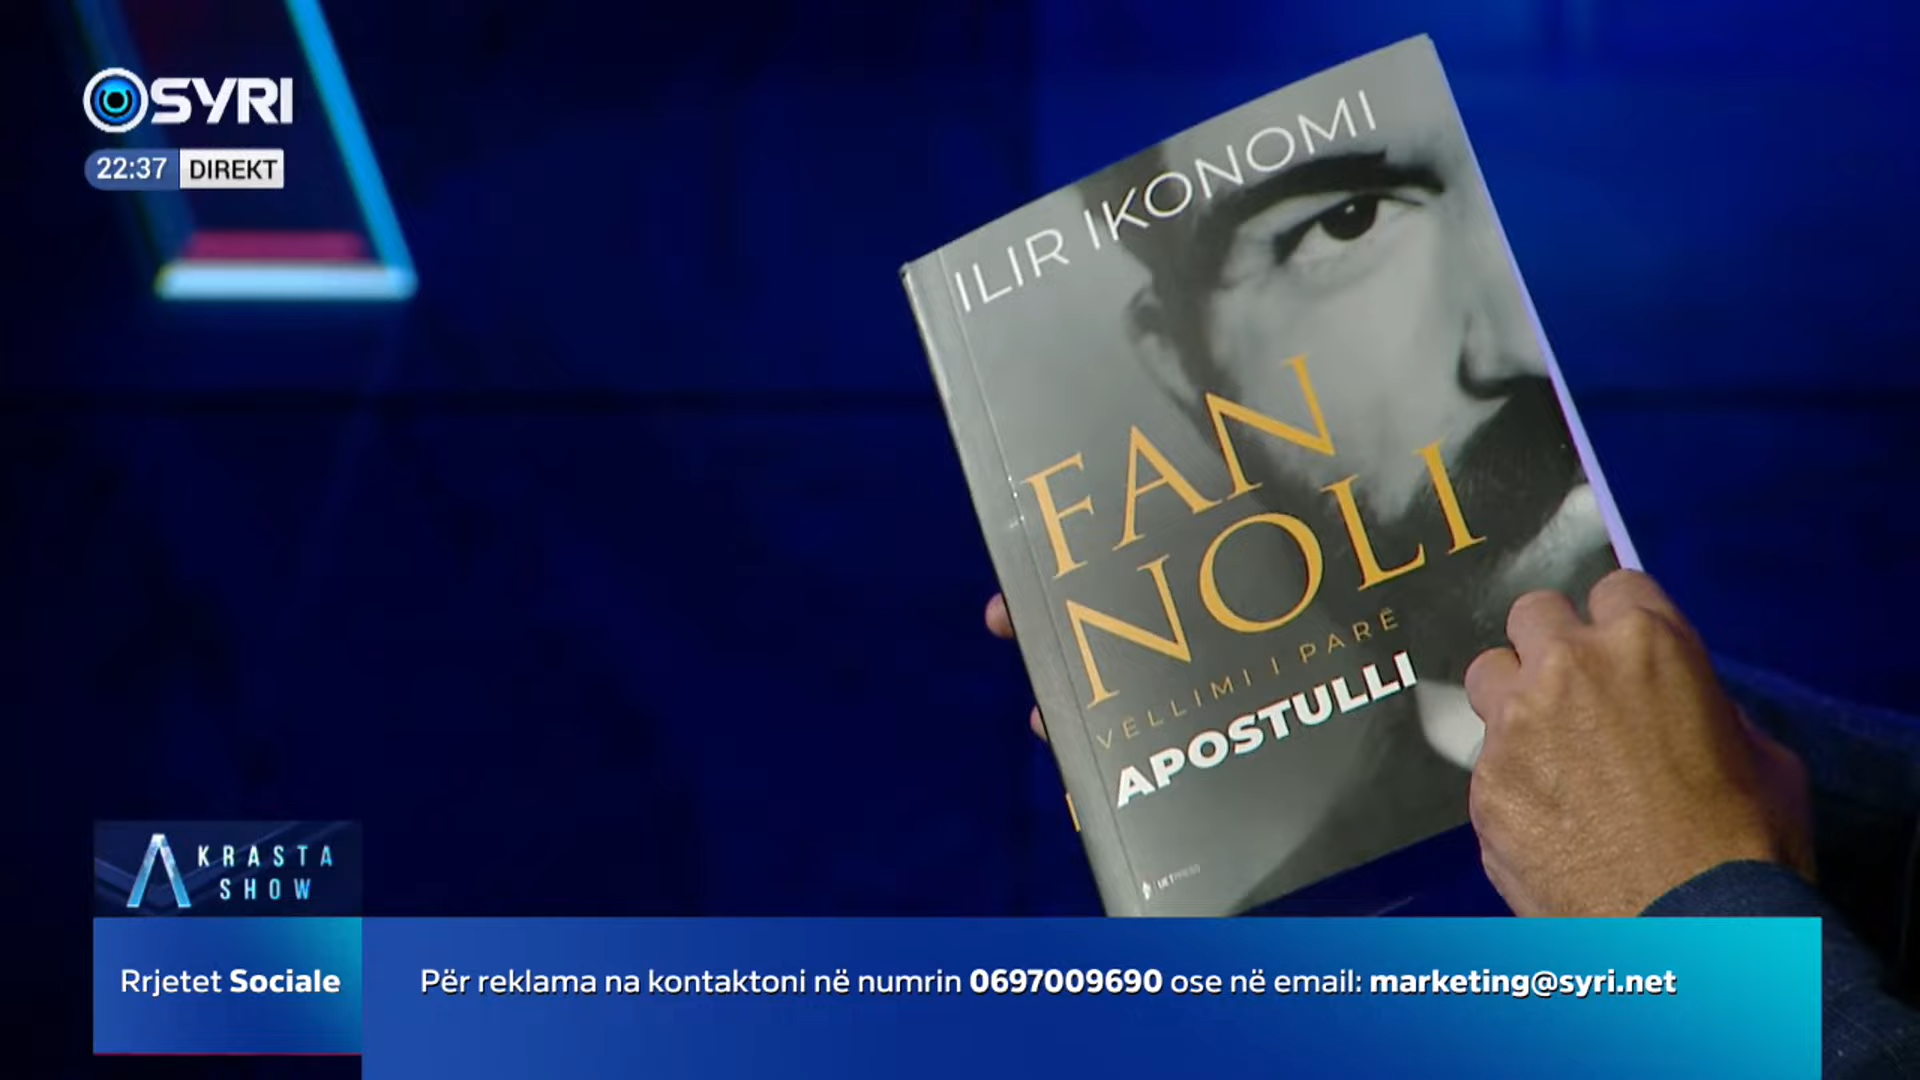 SYRI
22:37 DIREKT
ILIR IKONOMI
FAN
NOLI
VËLLIMI I PARË
APOSTULLI
UETPRESS
KRASTA
SHOW
Rrjetet Sociale
Për reklama na kontaktoni në numrin 0697009690 ose në email: marketing@syri.net